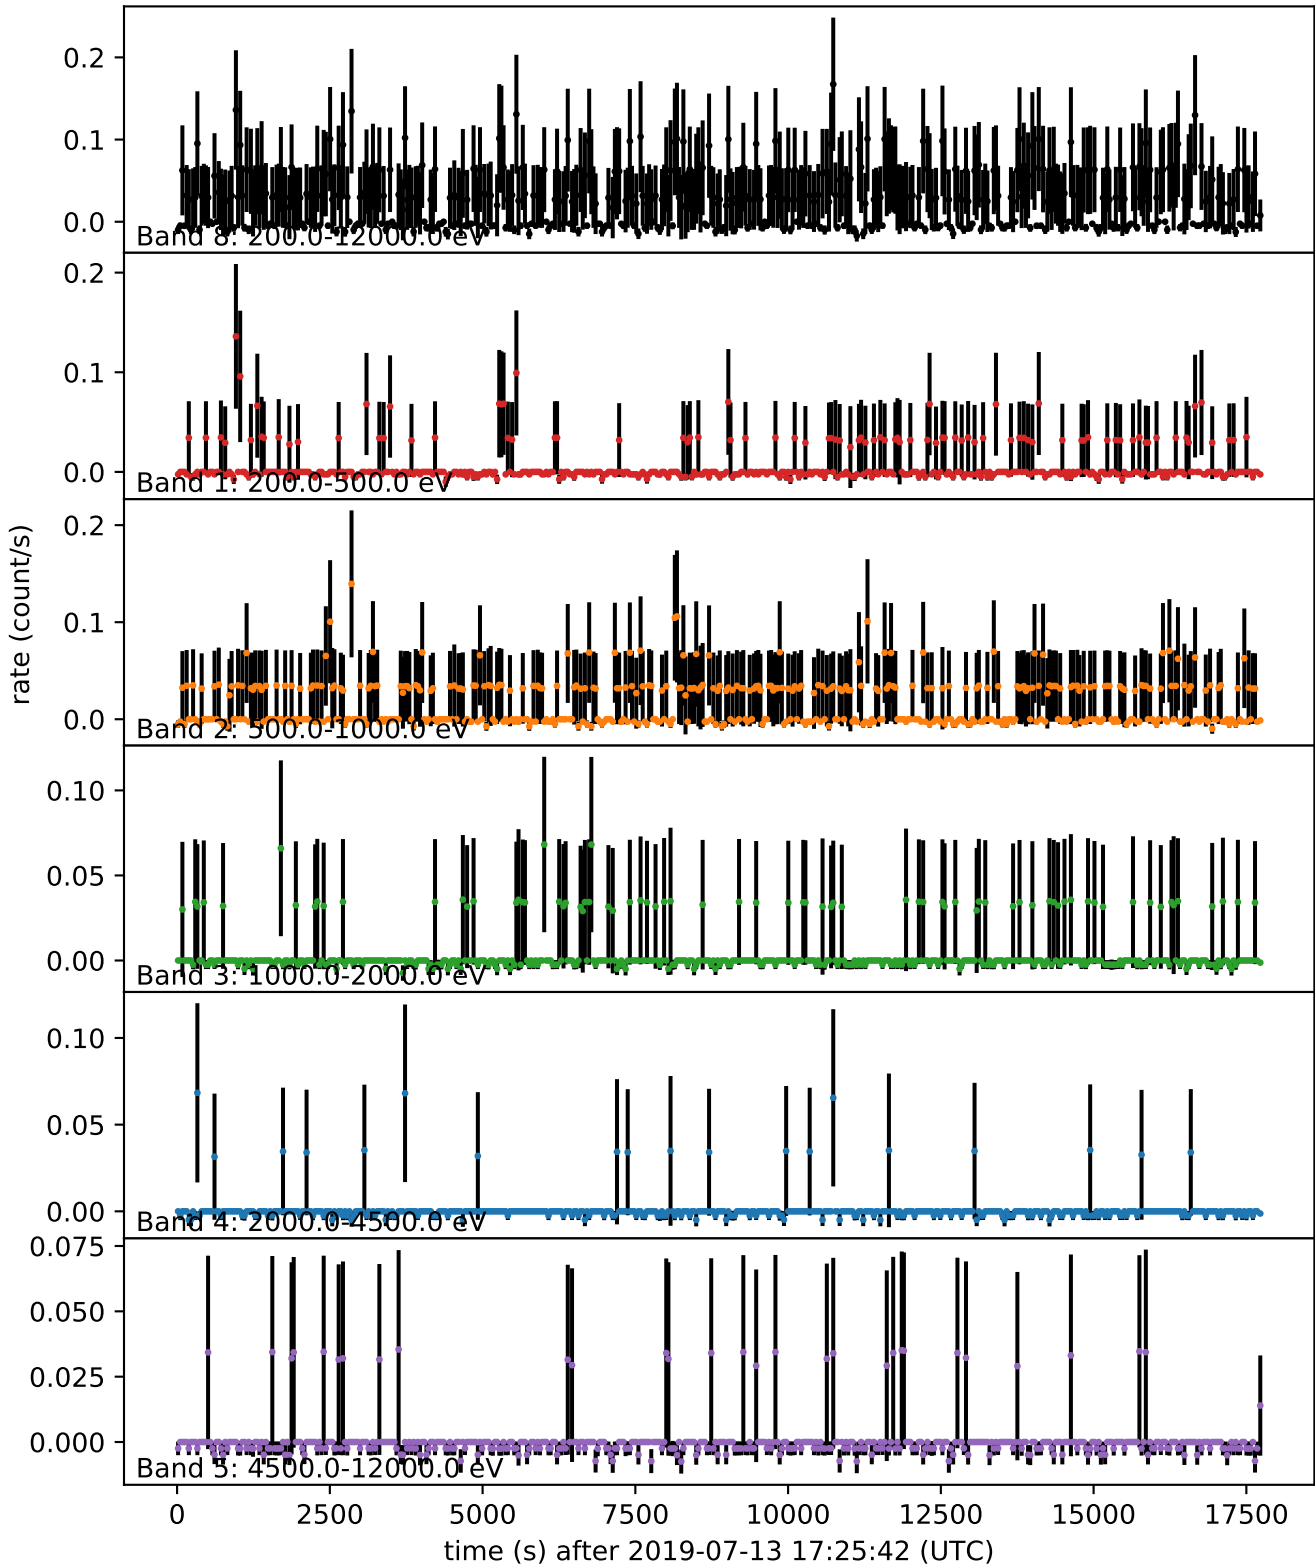 0.2
0.1
0.0
Band 8: 200.0-12000.0 eV
0.2
0.1
0.0
Band 1: 200.0-500.0 eV
rate (count/s)
0.2
0.1
0.0
Band 2: 500.0-1000.0 eV
0.10
0.05
0.00
Band 3: 1000.0-2000.0 eV
0.10
0.05
0.00
Band 4: 2000.0-4500.0 eV
0.075
0.050
0.025
0.000
Band 5: 4500.0-12000.0 eV
0 2500 5000 7500 10000 12500 15000 17500
time (s) after 2019-07-13 17:25:42 (UTC)